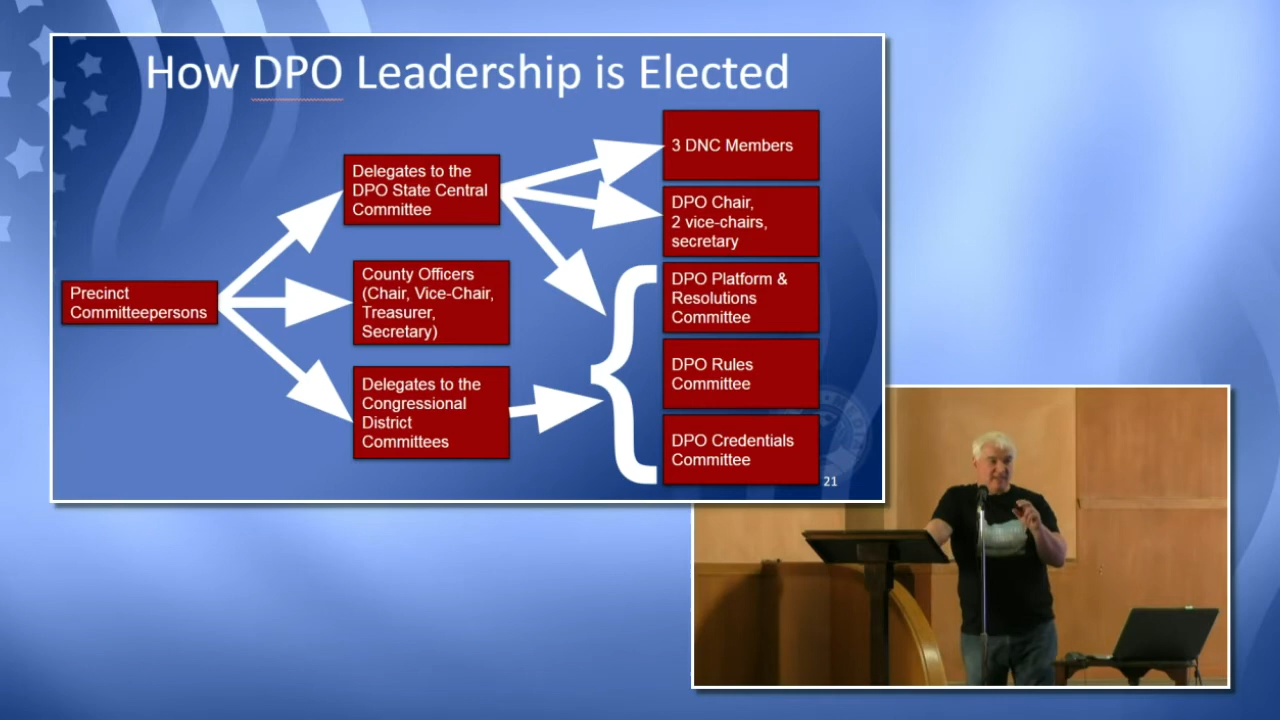 How DPO Leadership is Elected
Precinct
Committeepersons
Delegates to the
DPO State Central
Committee
County Officers
(Chair, Vice-Chair,
Treasurer,
Secretary)
Delegates to the
Congressional
District
Committees
3 DNC Members
DPO Chair,
2 vice-chairs,
secretary
DPO Platform &
Resolutions
Committee
DPO Rules
Committee
DPO Credentials
Committee
21